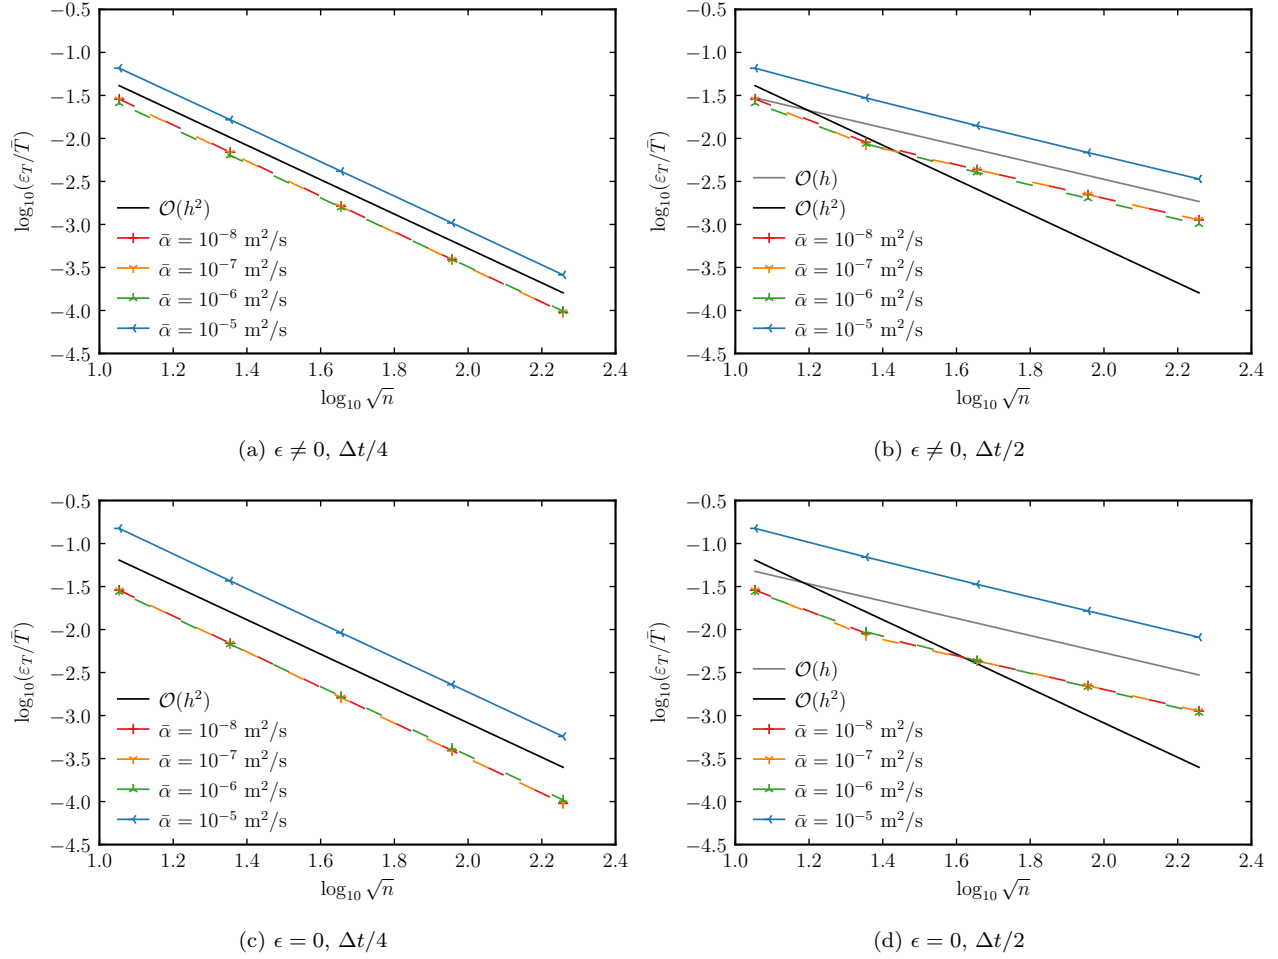 −0.5
−1.0
−1.5
−2.0
−2.5
−3.0
−3.5
−4.0
−4.5
1.0 1.2 1.4 1.6 1.8 2.0 2.2 2.4
log₁₀(ε_T/T̄)
log₁₀ √n
𝒪(h²)
ᾱ = 10⁻⁸ m²/s
ᾱ = 10⁻⁷ m²/s
ᾱ = 10⁻⁶ m²/s
ᾱ = 10⁻⁵ m²/s
(a) ϵ ≠ 0, Δt/4
−0.5
−1.0
−1.5
−2.0
−2.5
−3.0
−3.5
−4.0
−4.5
1.0 1.2 1.4 1.6 1.8 2.0 2.2 2.4
log₁₀(ε_T/T̄)
log₁₀ √n
𝒪(h)
𝒪(h²)
ᾱ = 10⁻⁸ m²/s
ᾱ = 10⁻⁷ m²/s
ᾱ = 10⁻⁶ m²/s
ᾱ = 10⁻⁵ m²/s
(b) ϵ ≠ 0, Δt/2
−0.5
−1.0
−1.5
−2.0
−2.5
−3.0
−3.5
−4.0
−4.5
1.0 1.2 1.4 1.6 1.8 2.0 2.2 2.4
log₁₀(ε_T/T̄)
log₁₀ √n
𝒪(h²)
ᾱ = 10⁻⁸ m²/s
ᾱ = 10⁻⁷ m²/s
ᾱ = 10⁻⁶ m²/s
ᾱ = 10⁻⁵ m²/s
(c) ϵ = 0, Δt/4
−0.5
−1.0
−1.5
−2.0
−2.5
−3.0
−3.5
−4.0
−4.5
1.0 1.2 1.4 1.6 1.8 2.0 2.2 2.4
log₁₀(ε_T/T̄)
log₁₀ √n
𝒪(h)
𝒪(h²)
ᾱ = 10⁻⁸ m²/s
ᾱ = 10⁻⁷ m²/s
ᾱ = 10⁻⁶ m²/s
ᾱ = 10⁻⁵ m²/s
(d) ϵ = 0, Δt/2